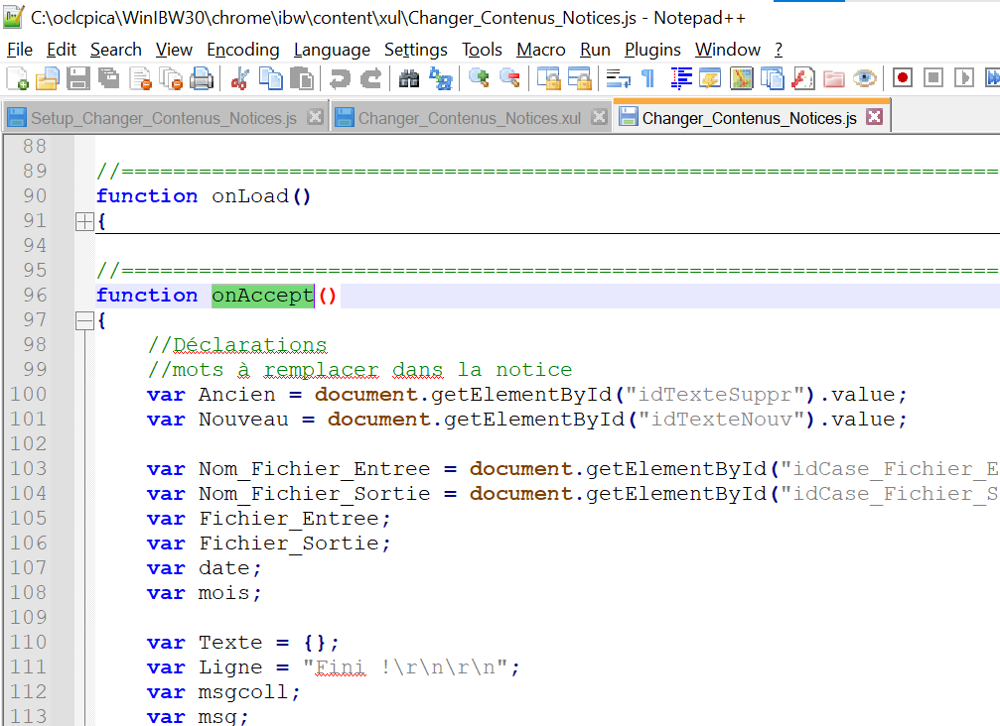 C:\oclcpica\WinIBW30\chrome\ibw\content\xul\Changer_Contenus_Notices.js - Notepad++
File Edit Search View Encoding Language Settings Tools Macro Run Plugins Window ?
Setup_Changer_Contenus_Notices.js Changer_Contenus_Notices.xul Changer_Contenus_Notices.js
88
89 //====================================================================
90 function onLoad()
91 {
94
95 //====================================================================
96 function onAccept()
97 {
98 //Déclarations
99 //mots à remplacer dans la notice
100 var Ancien = document.getElementById("idTexteSuppr").value;
101 var Nouveau = document.getElementById("idTexteNouv").value;
102
103 var Nom_Fichier_Entree = document.getElementById("idCase_Fichier_E
104 var Nom_Fichier_Sortie = document.getElementById("idCase_Fichier_S
105 var Fichier_Entree;
106 var Fichier_Sortie;
107 var date;
108 var mois;
109
110 var Texte = {};
111 var Ligne = "Fini !\r\n\r\n";
112 var msgcoll;
113 var msg;